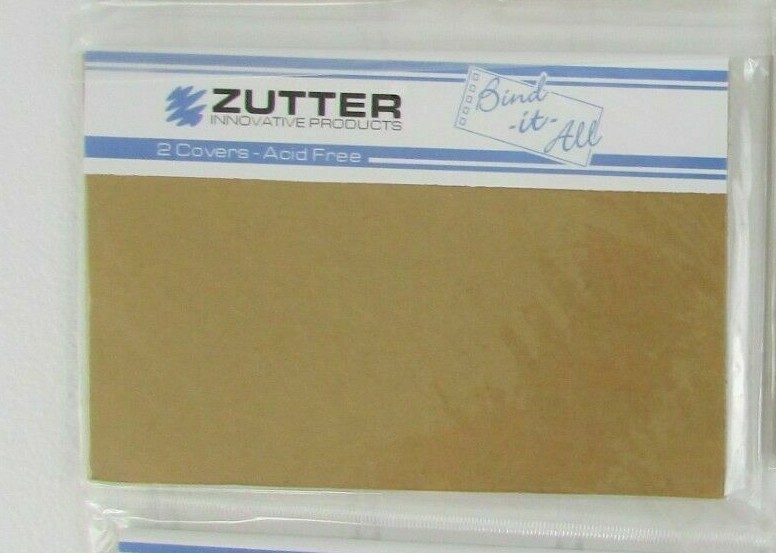 ZUTTER
INNOVATIVE PRODUCTS
Bind
-it-
All
2 Covers - Acid Free